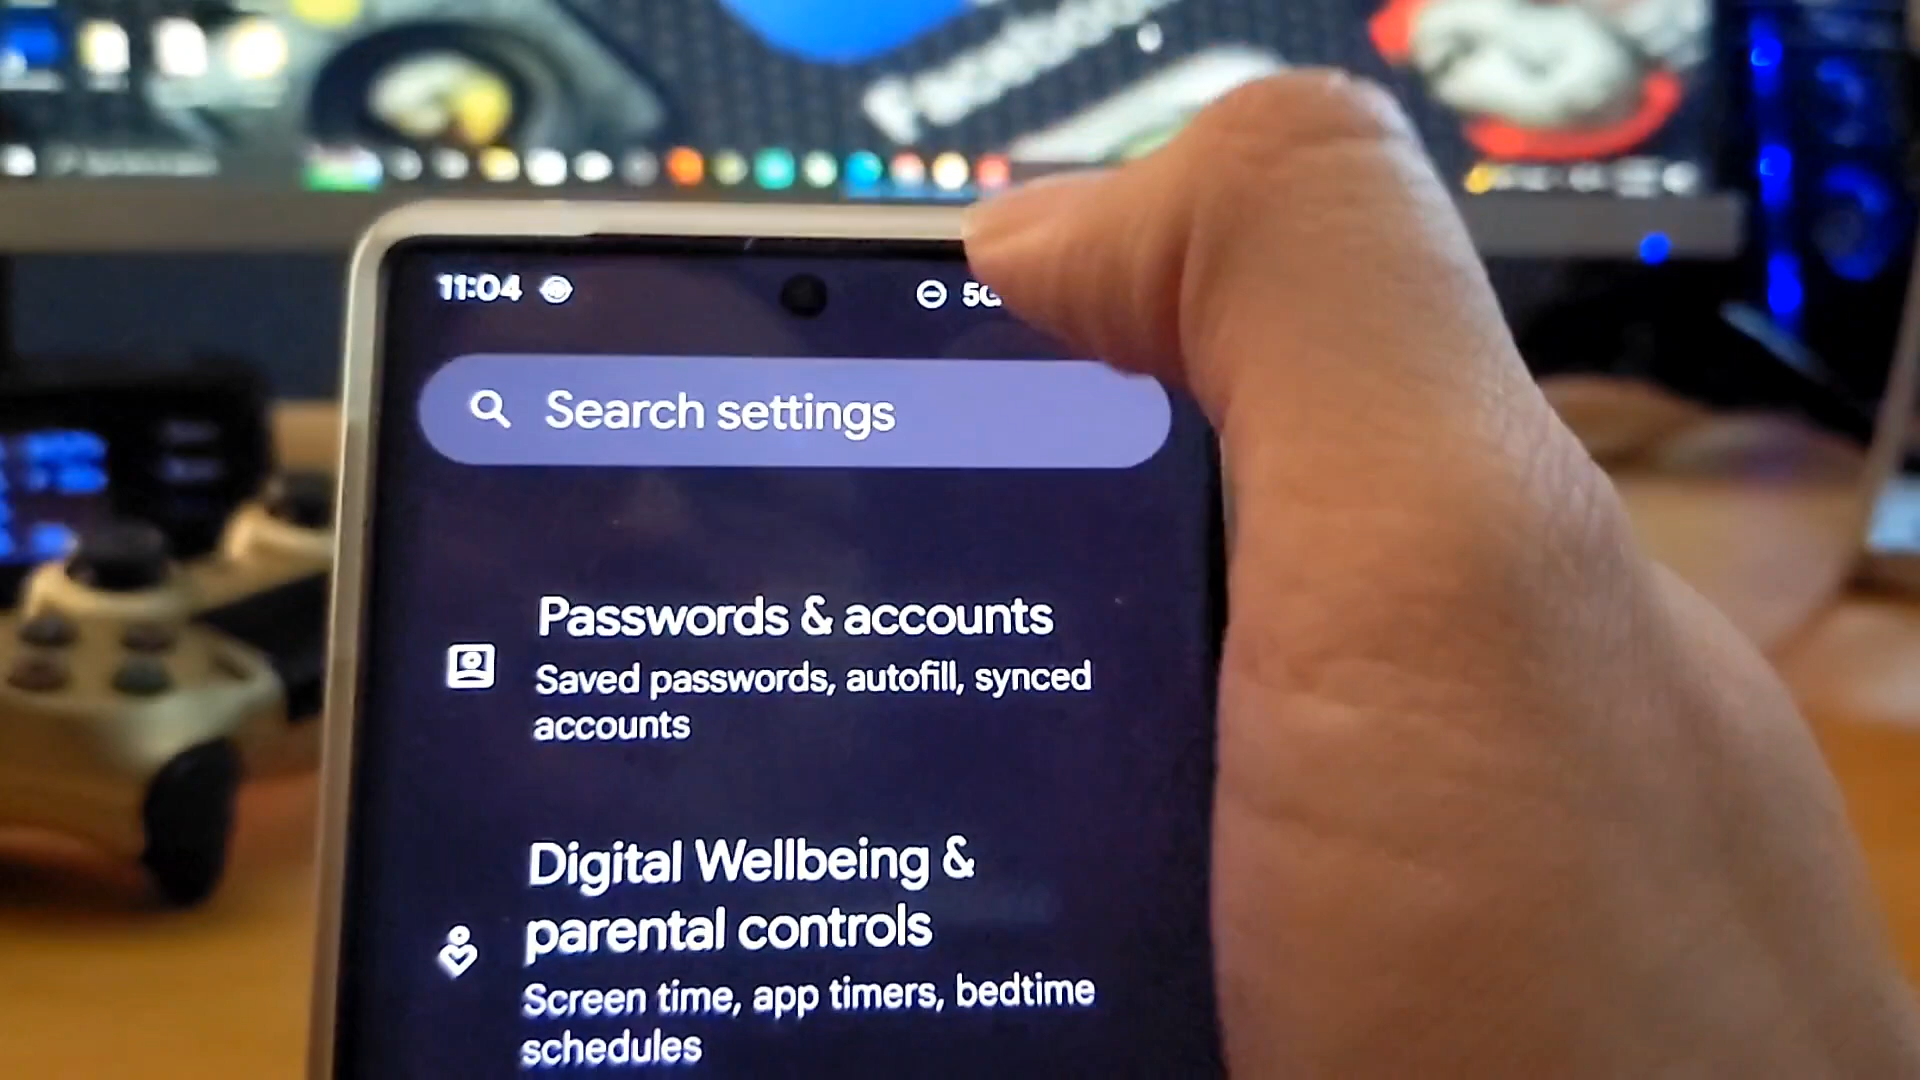 11:04 5G
Search settings
Passwords & accounts
Saved passwords, autofill, synced
accounts
Digital Wellbeing &
parental controls
Screen time, app timers, bedtime
schedules